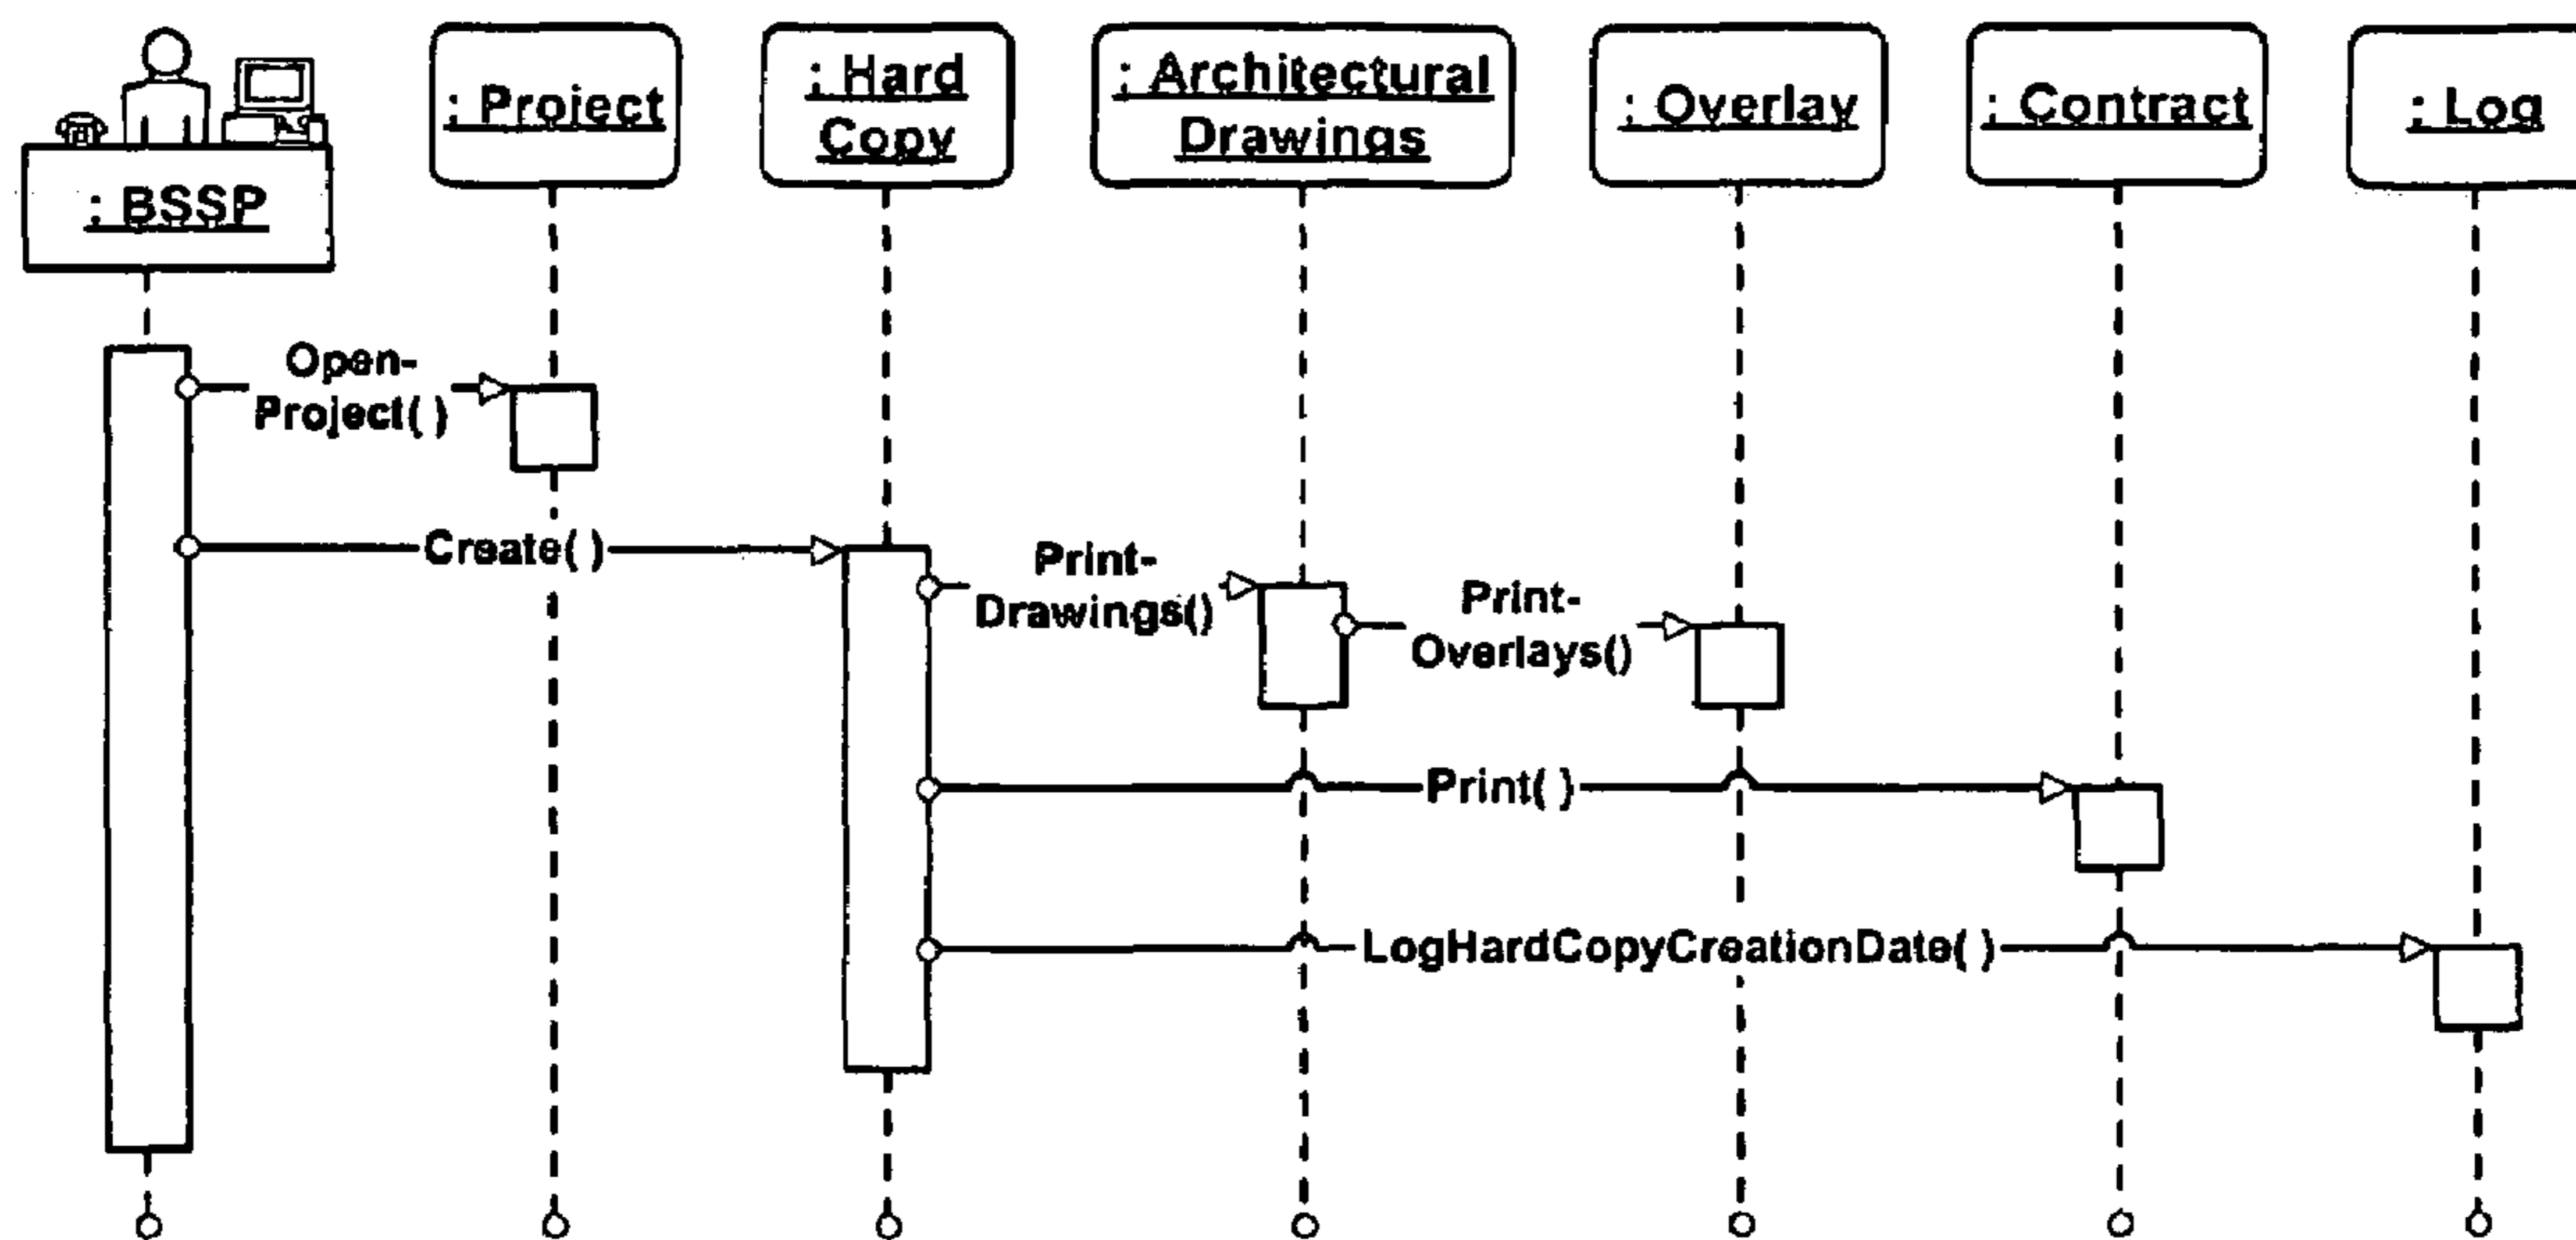 : BSSP
: Project
: Hard
Copy
: Architectural
Drawings
: Overlay
: Contract
: Log
Open-
Project( )
Create( )
Print-
Drawings()
Print-
Overlays()
Print( )
LogHardCopyCreationDate( )